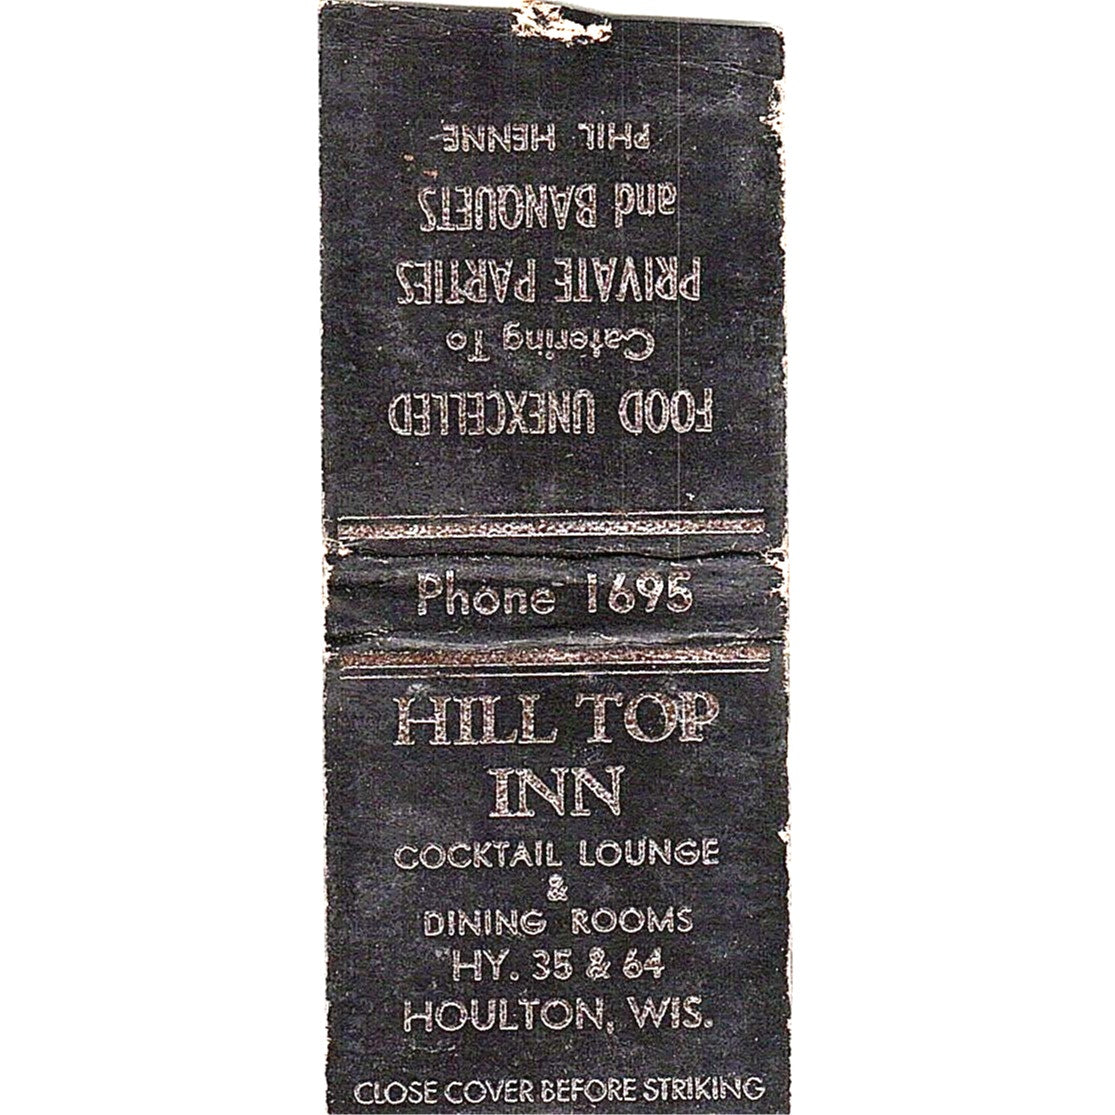 FOOD UNEXCELLED
Catering To
PRIVATE PARTIES
and BANQUETS
PHIL HENNE
Phone 1695
HILL TOP
INN
COCKTAIL LOUNGE
&
DINING ROOMS
HY. 35 & 64
HOULTON, WIS.
CLOSE COVER BEFORE STRIKING